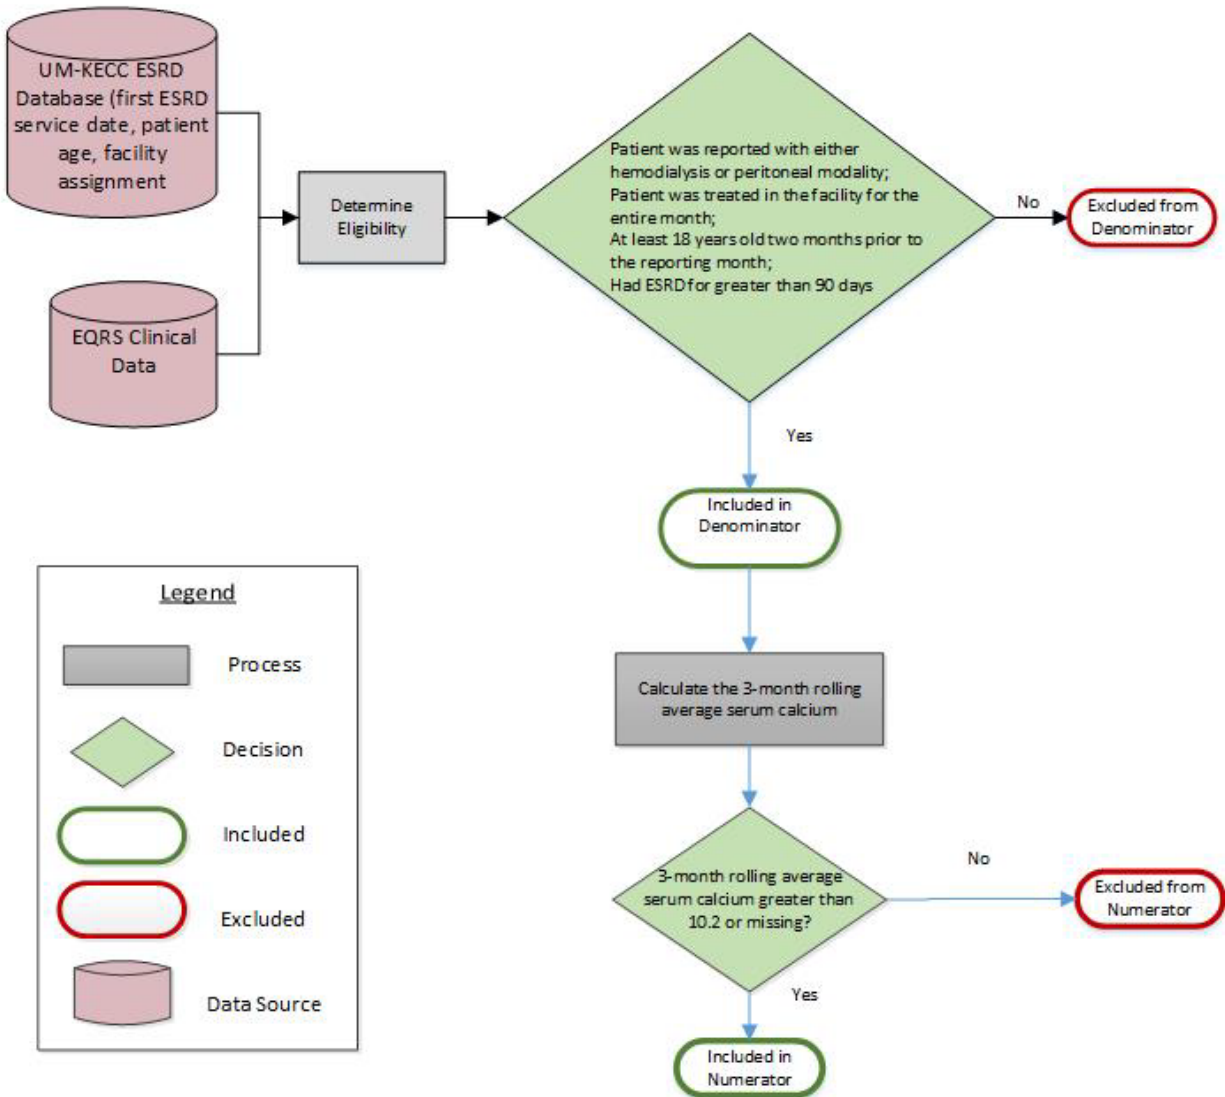 UM-KECC ESRD
Database (first ESRD
service date, patient
age, facility
assignment
EQRS Clinical
Data
Determine
Eligibility
Patient was reported with either
hemodialysis or peritoneal modality;
Patient was treated in the facility for the
entire month;
At least 18 years old two months prior to
the reporting month;
Had ESRD for greater than 90 days
No
Excluded from
Denominator
Yes
Included in
Denominator
Calculate the 3-month rolling
average serum calcium
3-month rolling average
serum calcium greater than
10.2 or missing?
No
Excluded from
Numerator
Yes
Included in
Numerator
Legend
Process
Decision
Included
Excluded
Data Source